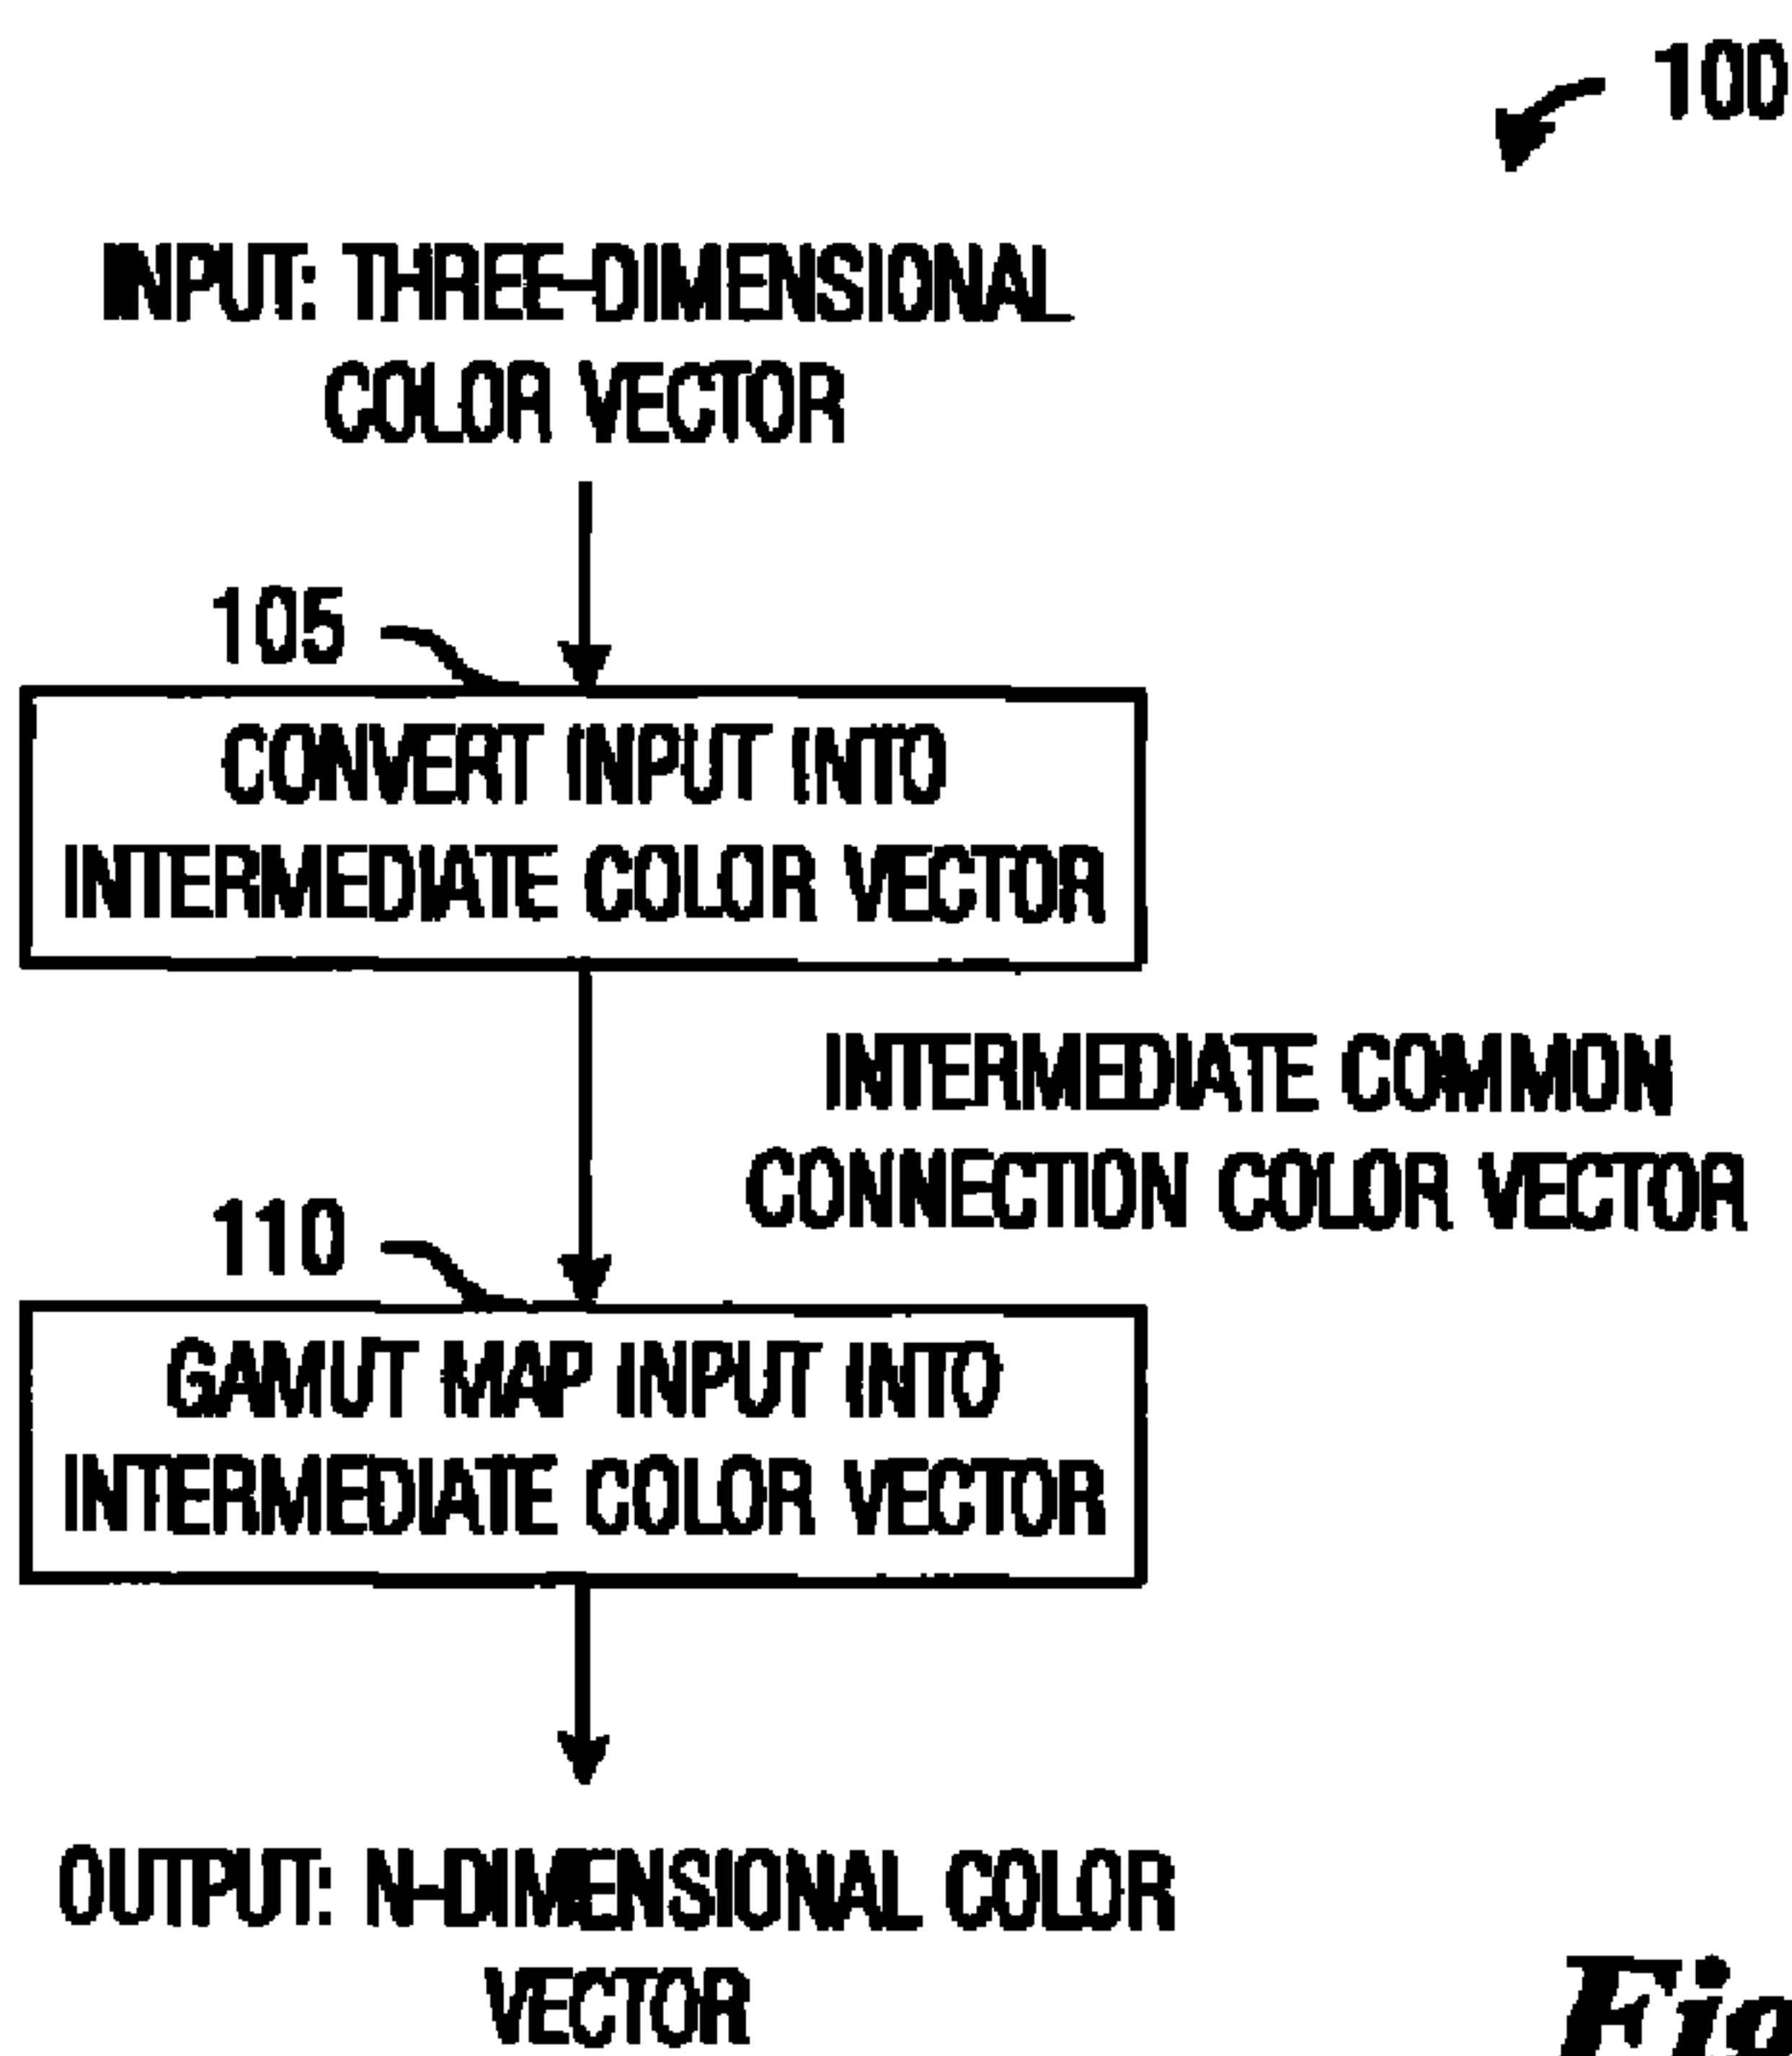 100
INPUT: THREE-DIMENSIONAL
COLOR VECTOR
105
CONVERT INPUT INTO
INTERMEDIATE COLOR VECTOR
INTERMEDIATE COMMON
CONNECTION COLOR VECTOR
110
GAMUT MAP INPUT INTO
INTERMEDIATE COLOR VECTOR
OUTPUT: N-DIMENSIONAL COLOR
VECTOR